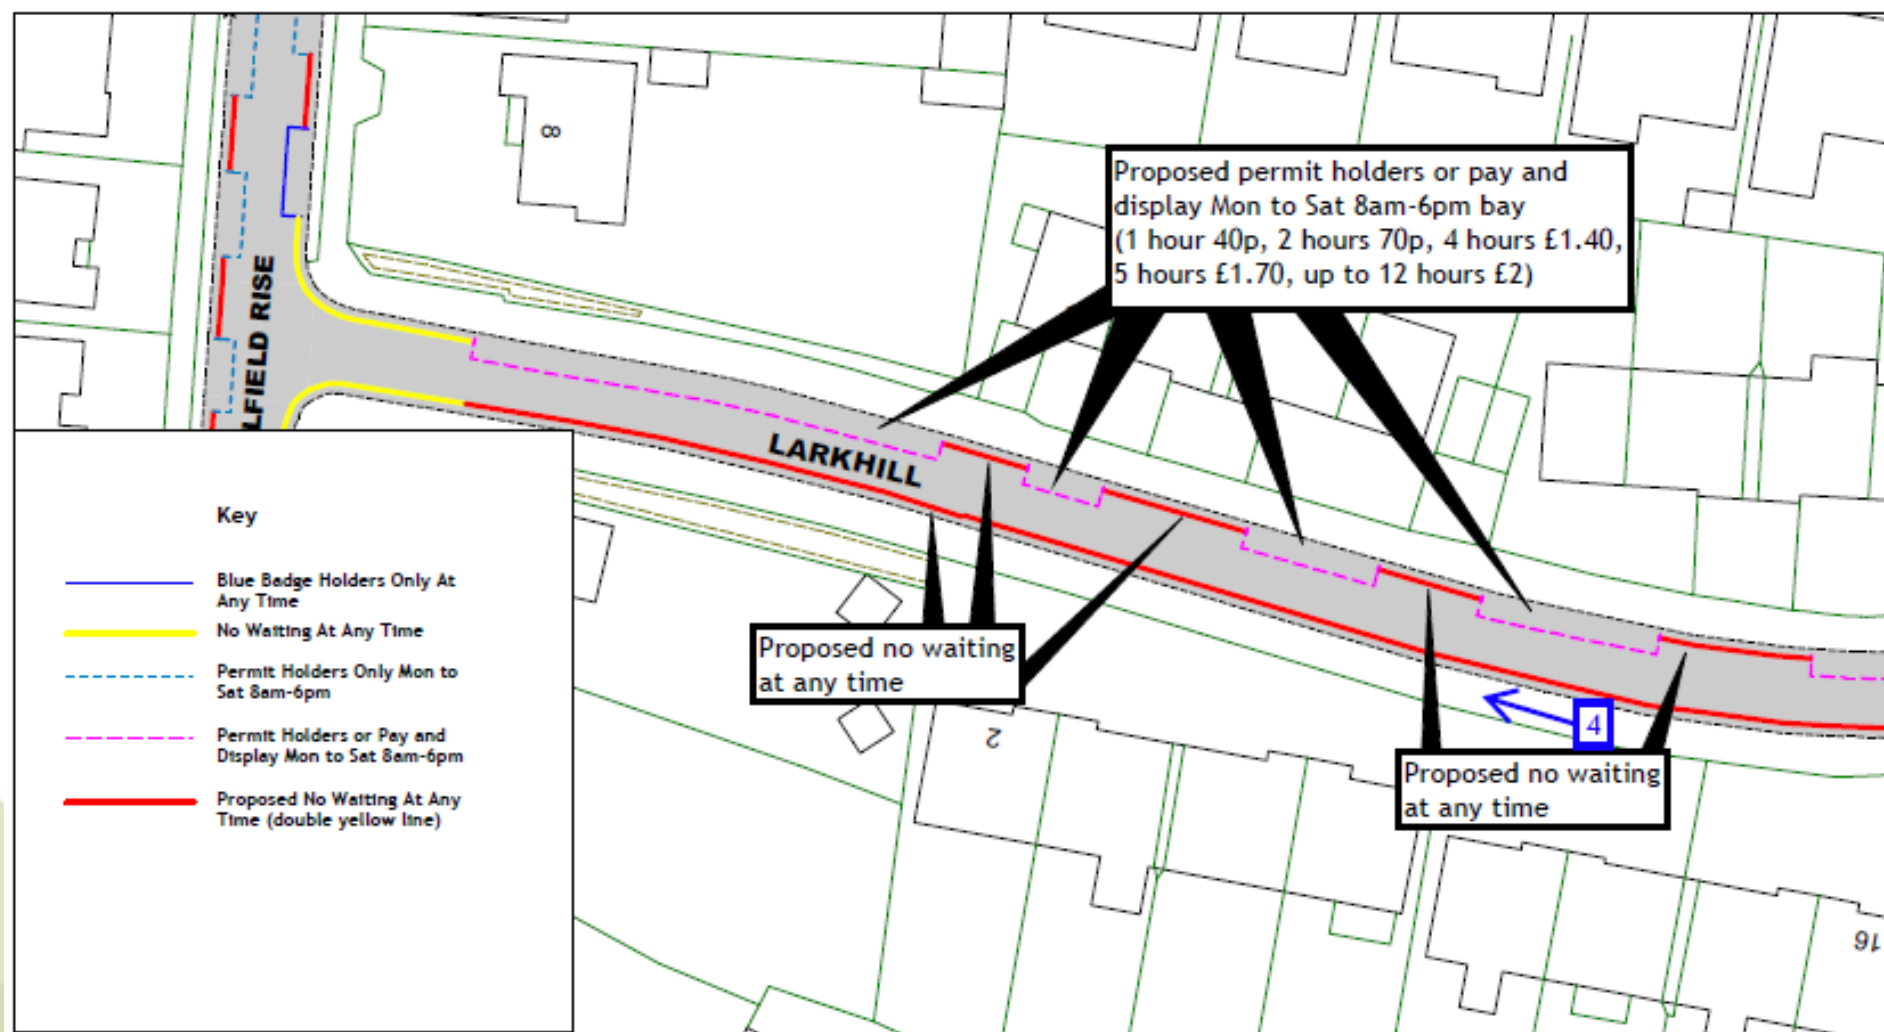 8
Proposed permit holders or pay and
display Mon to Sat 8am-6pm bay
(1 hour 40p, 2 hours 70p, 4 hours £1.40,
5 hours £1.70, up to 12 hours £2)
LFIELD RISE
LARKHILL
Proposed no waiting
at any time
2
4
Proposed no waiting
at any time
16
Key
Blue Badge Holders Only At
Any Time
No Waiting At Any Time
Permit Holders Only Mon to
Sat 8am-6pm
Permit Holders or Pay and
Display Mon to Sat 8am-6pm
Proposed No Waiting At Any
Time (double yellow line)